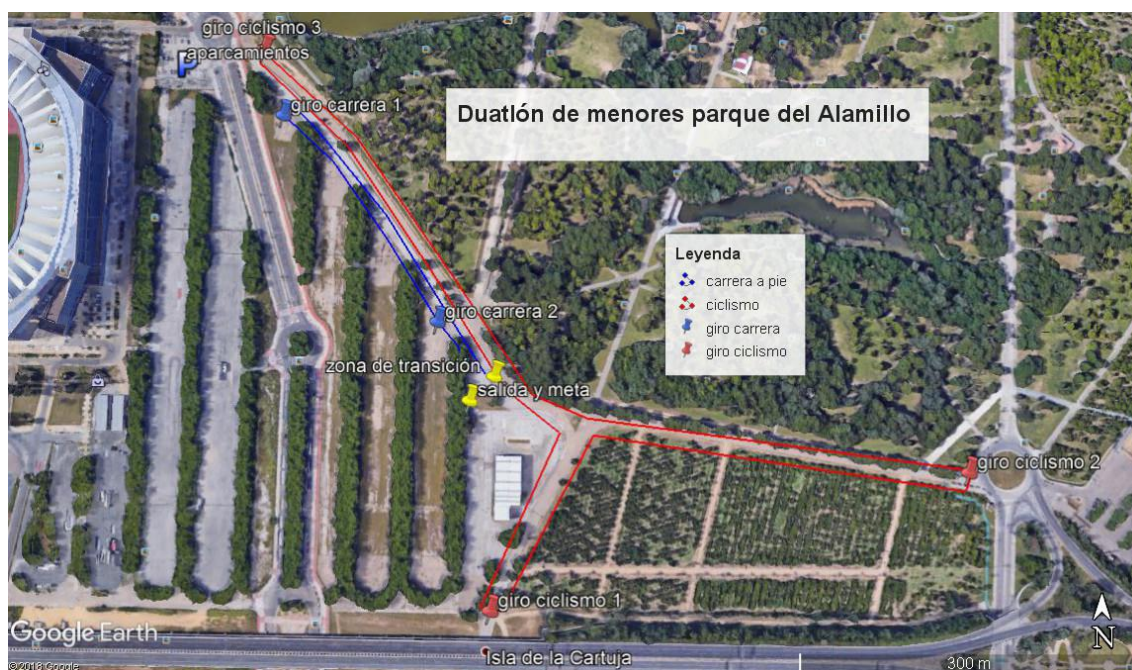 giro ciclismo 3
aparcamientos
P
giro carrera 1
Duatlón de menores parque del Alamillo
Leyenda
carrera a pie
ciclismo
giro carrera
giro ciclismo
giro carrera 2
zona de transición
salida y meta
giro ciclismo 2
giro ciclismo 1
Google Earth
©2018 Google
Isla de la Cartuja
300 m
N